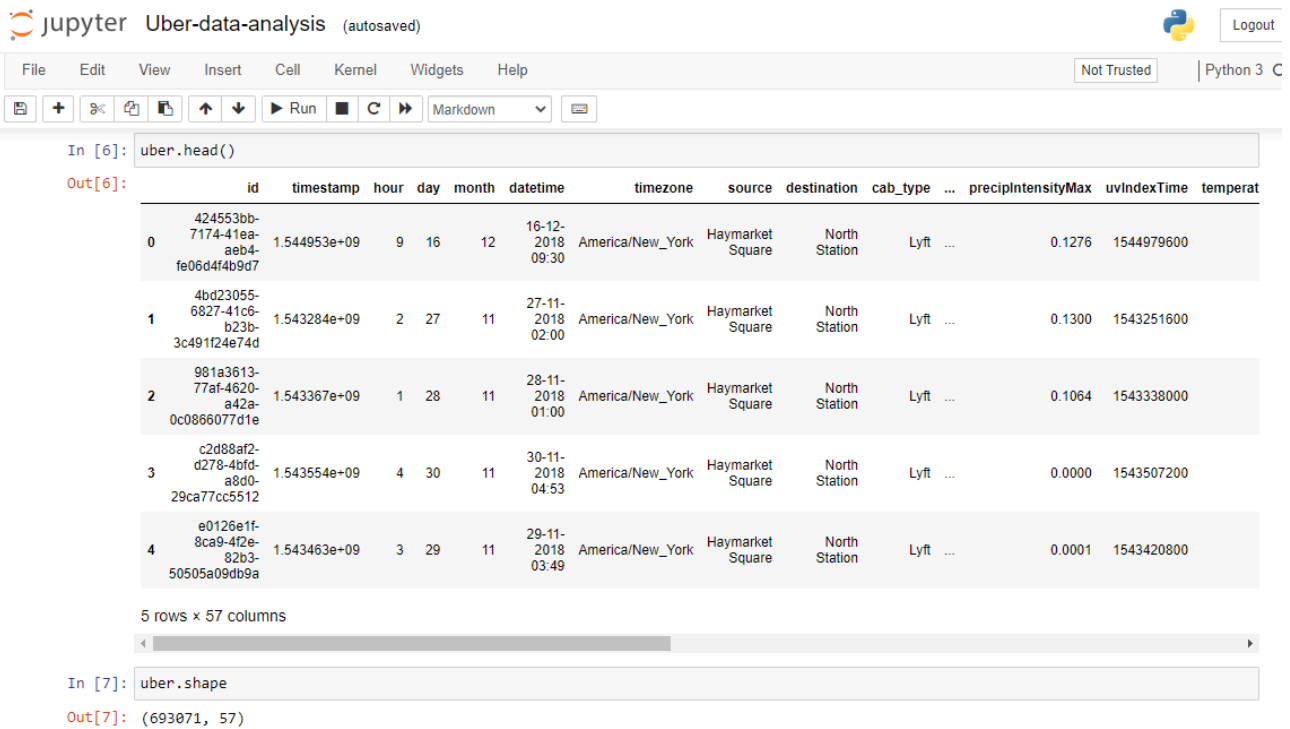 jupyter Uber-data-analysis (autosaved)
Logout
File Edit View Insert Cell Kernel Widgets Help
Not Trusted
Python 3
Run
Markdown
In [6]: uber.head()
Out[6]:
id timestamp hour day month datetime timezone source destination cab_type ... precipIntensityMax uvIndexTime temperat
424553bb-
7174-41ea-
aeb4-
fe06d4f4b9d7
0 1.544953e+09 9 16 12
16-12-
2018
09:30
America/New_York
Haymarket
Square
North
Station
Lyft ... 0.1276 1544979600
4bd23055-
6827-41c6-
b23b-
3c491f24e74d
1 1.543284e+09 2 27 11
27-11-
2018
02:00
America/New_York
Haymarket
Square
North
Station
Lyft ... 0.1300 1543251600
981a3613-
77af-4620-
a42a-
0c0866077d1e
2 1.543367e+09 1 28 11
28-11-
2018
01:00
America/New_York
Haymarket
Square
North
Station
Lyft ... 0.1064 1543338000
c2d88af2-
d278-4bfd-
a8d0-
29ca77cc5512
3 1.543554e+09 4 30 11
30-11-
2018
04:53
America/New_York
Haymarket
Square
North
Station
Lyft ... 0.0000 1543507200
e0126e1f-
8ca9-4f2e-
82b3-
50505a09db9a
4 1.543463e+09 3 29 11
29-11-
2018
03:49
America/New_York
Haymarket
Square
North
Station
Lyft ... 0.0001 1543420800
5 rows × 57 columns
In [7]: uber.shape
Out[7]: (693071, 57)